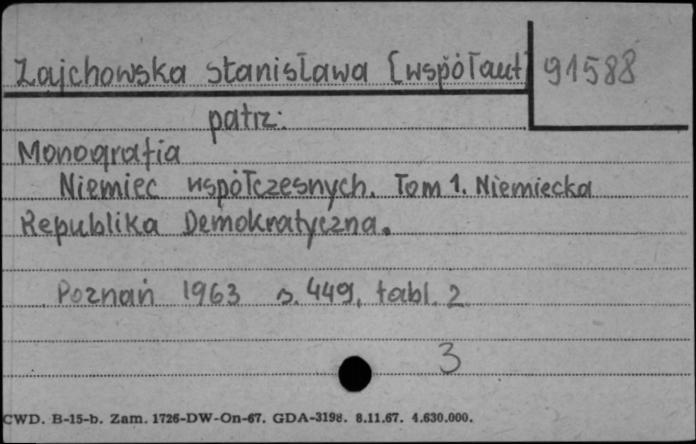 Zajchowska Stanisława [współaut] 91588
patrz:
Monografia
Niemiec współczesnych. Tom 1. Niemiecka
Republika Demokratyczna.
Poznań 1963 s. 449, tabl. 2
3
CWD. B-15-b. Zam. 1726-DW-On-67. GDA-3198. 8.11.67. 4.630.000.